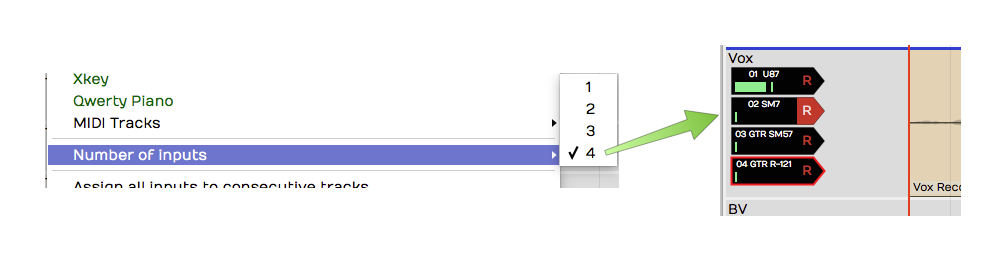 Xkey
Qwerty Piano
MIDI Tracks
Number of inputs
Assign all inputs to consecutive tracks
1
2
3
✓ 4
Vox
01 U87 R
02 SM7 R
03 GTR SM57 R
04 GTR R-121 R
Vox Reco
BV